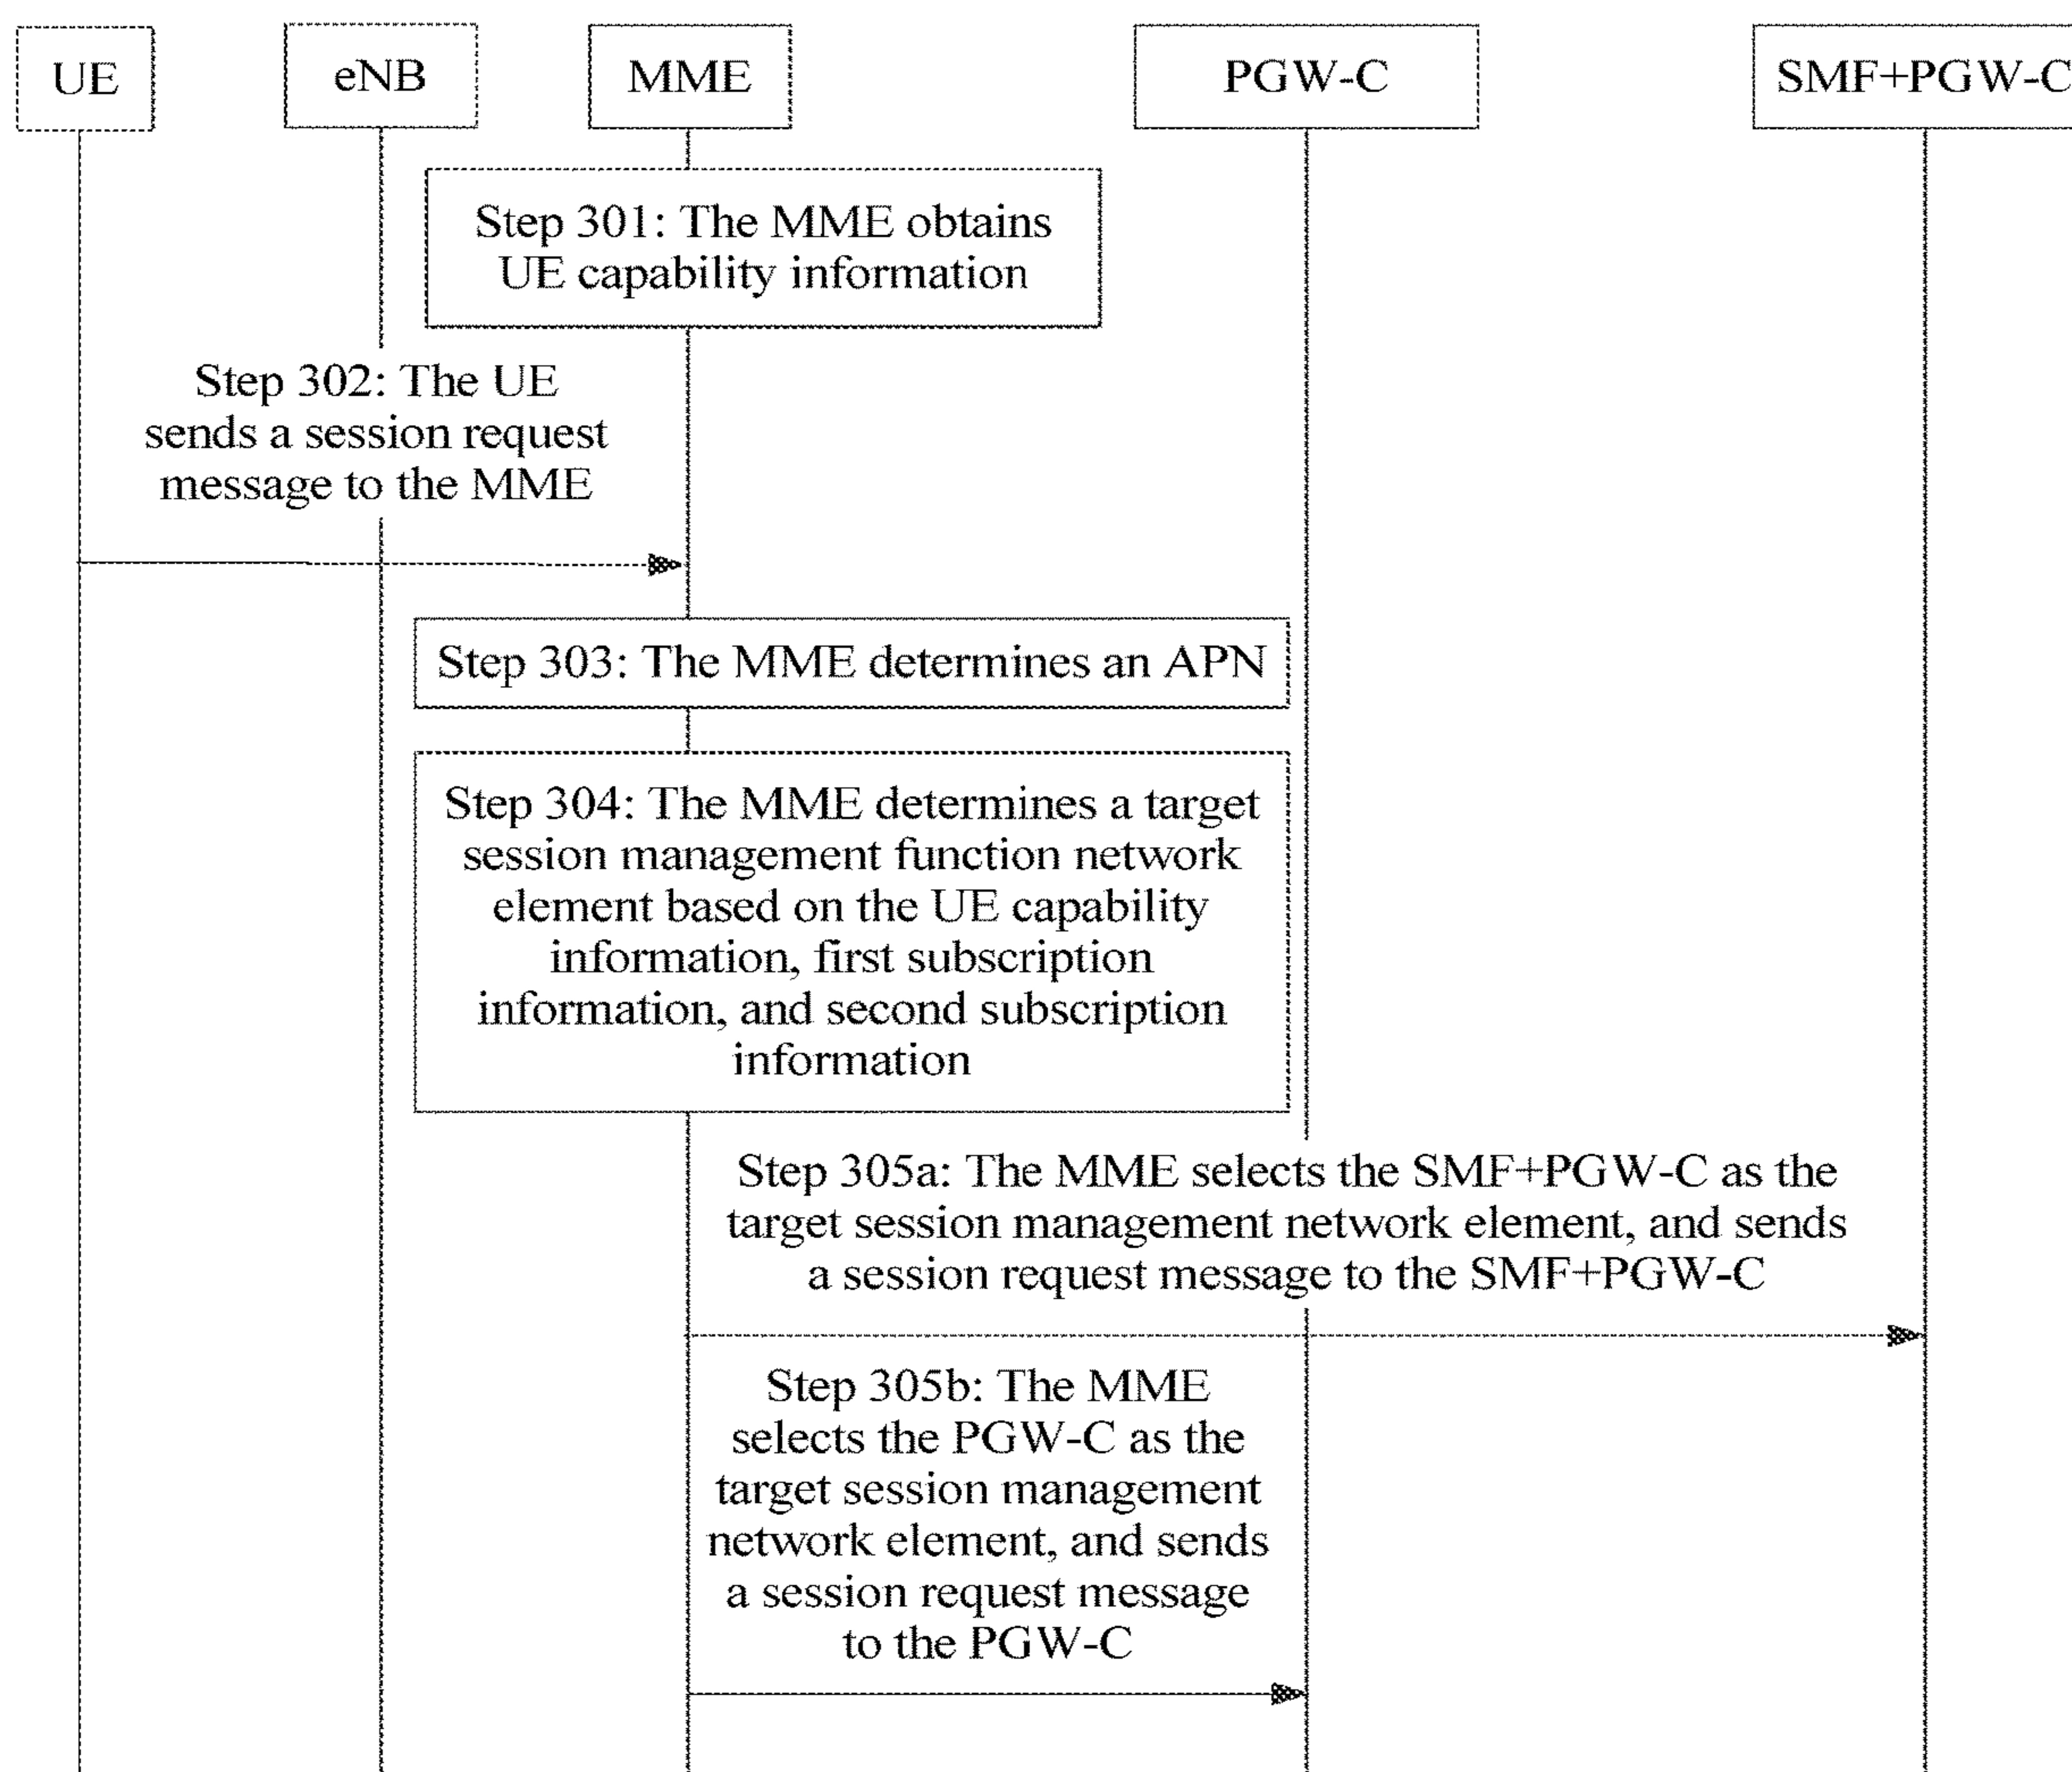 UE
eNB
MME
PGW-C
SMF+PGW-C
Step 301: The MME obtains
UE capability information
Step 302: The UE
sends a session request
message to the MME
Step 303: The MME determines an APN
Step 304: The MME determines a target
session management function network
element based on the UE capability
information, first subscription
information, and second subscription
information
Step 305a: The MME selects the SMF+PGW-C as the
target session management network element, and sends
a session request message to the SMF+PGW-C
Step 305b: The MME
selects the PGW-C as the
target session management
network element, and sends
a session request message
to the PGW-C